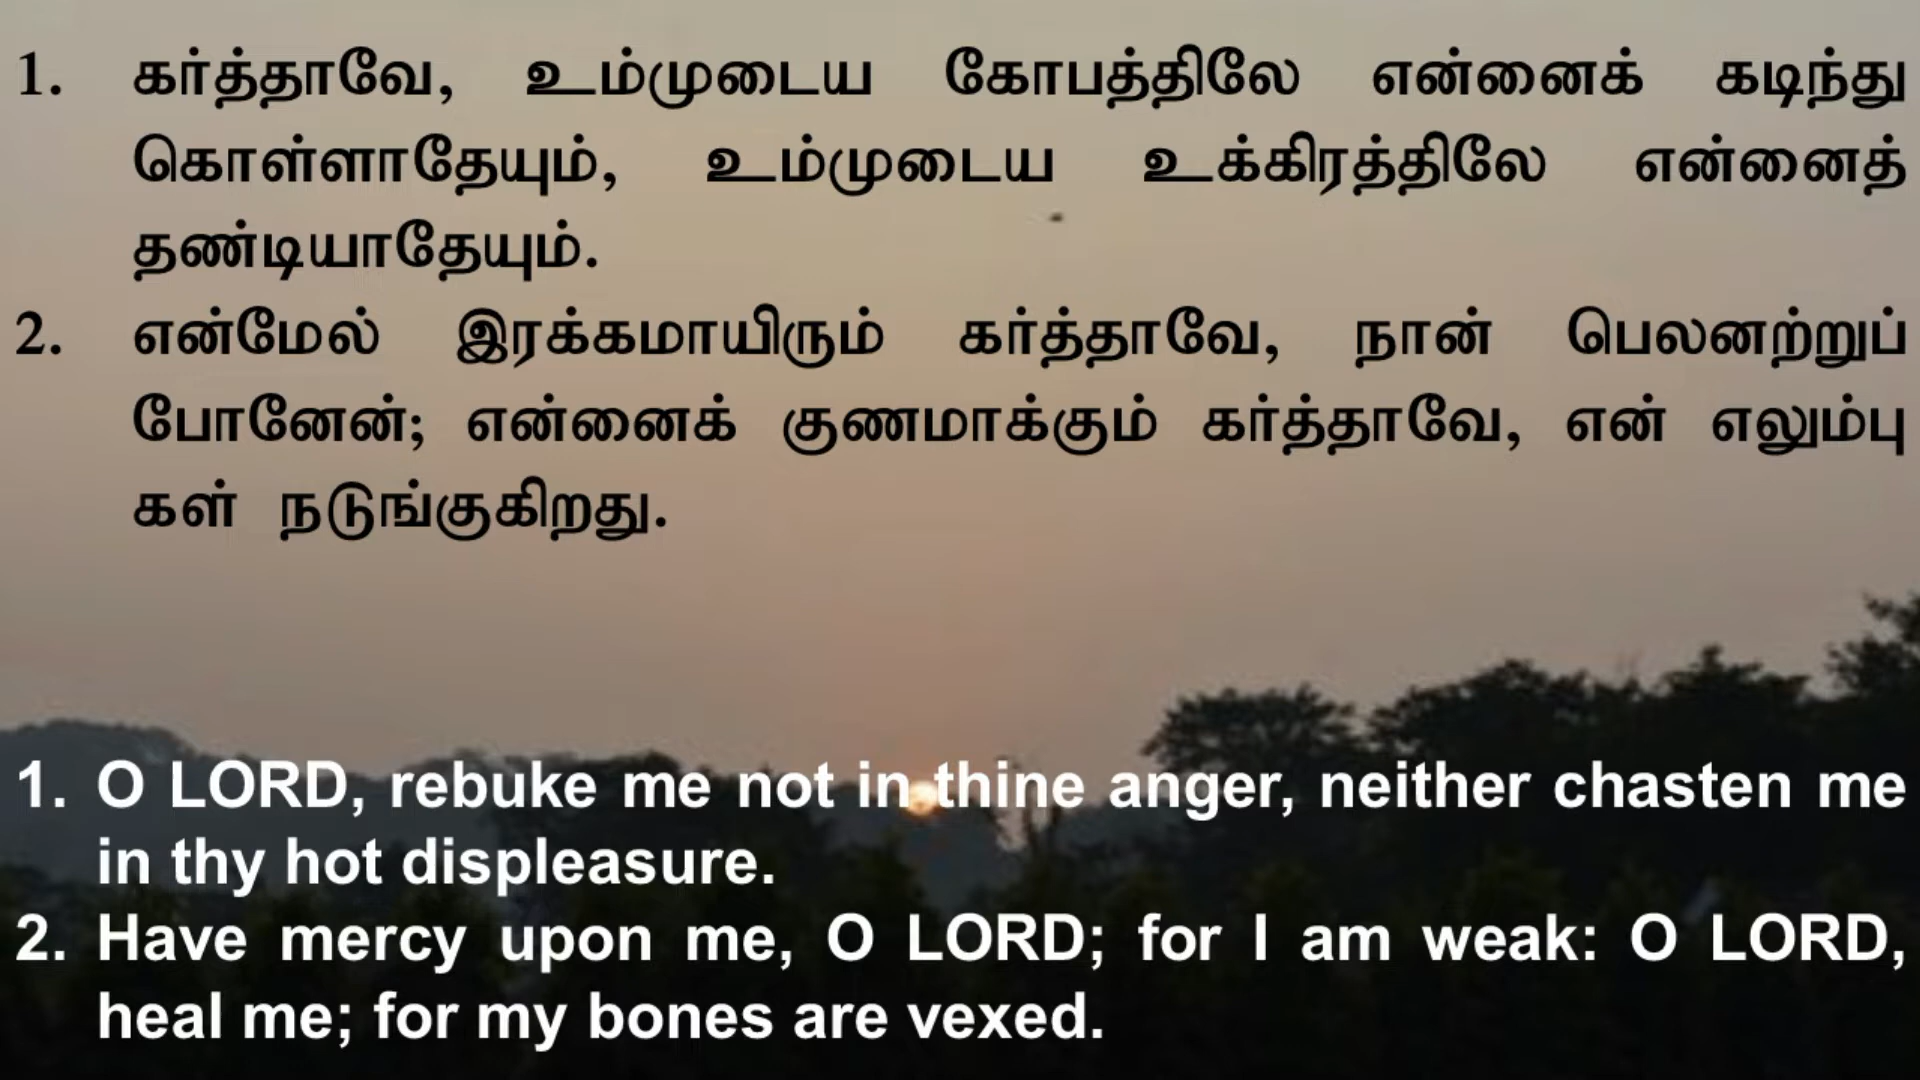 1. கர்த்தாவே, உம்முடைய கோபத்திலே என்னைக் கடிந்து
கொள்ளாதேயும், உம்முடைய உக்கிரத்திலே என்னைத்
தண்டியாதேயும்.
2. என்மேல் இரக்கமாயிரும் கர்த்தாவே, நான் பெலனற்றுப்
போனேன்; என்னைக் குணமாக்கும் கர்த்தாவே, என் எலும்பு
கள் நடுங்குகிறது.
1. O LORD, rebuke me not in thine anger, neither chasten me
in thy hot displeasure.
2. Have mercy upon me, O LORD; for I am weak: O LORD,
heal me; for my bones are vexed.